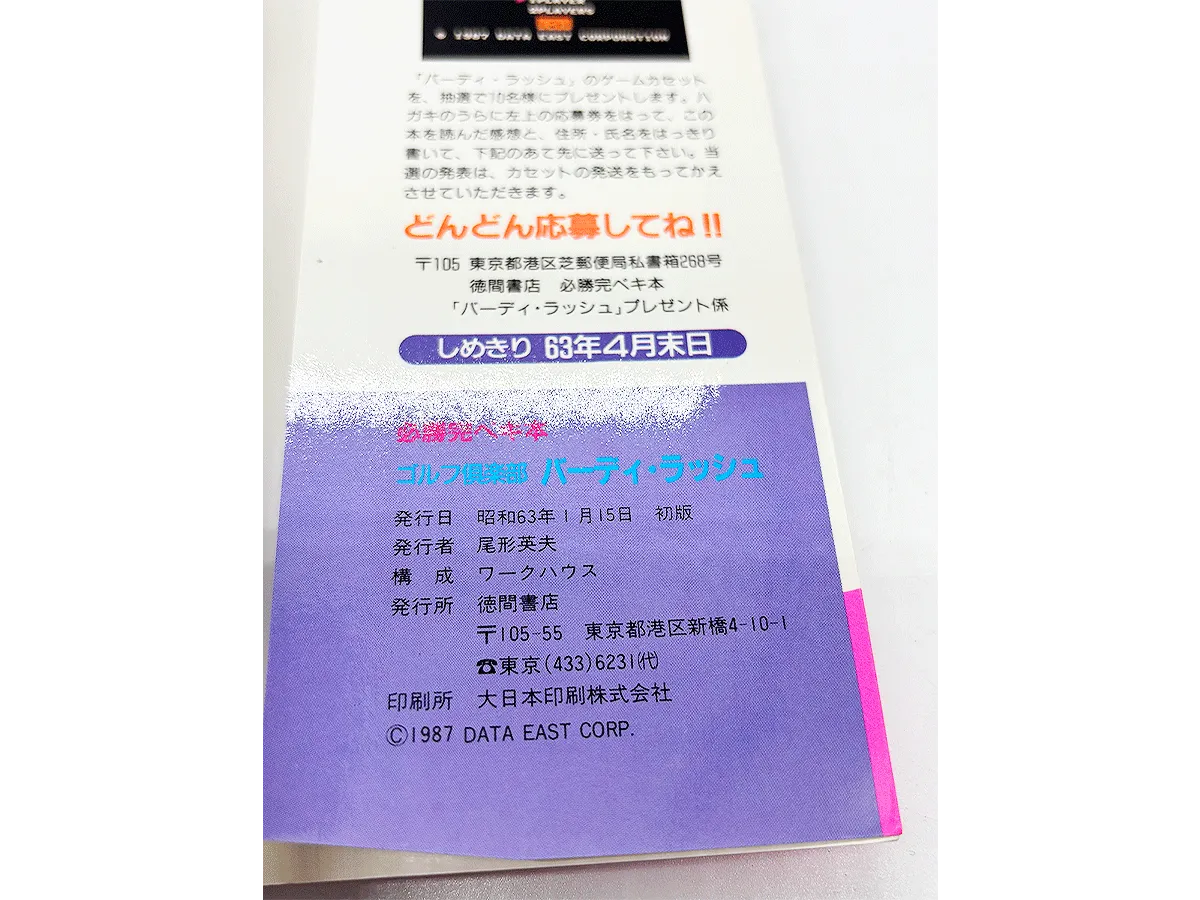 1PLAYER
2PLAYERS
© 1987 DATA EAST CORPORATION
「バーディ・ラッシュ」のゲームカセット
を、抽選で10名様にプレゼントします。ハ
ガキのうらに左上の応募券をはって、この
本を読んだ感想と、住所・氏名をはっきり
書いて、下記のあて先に送って下さい。当
選の発表は、カセットの発送をもってかえ
させていただきます。
どんどん応募してね!!
〒105 東京都港区芝郵便局私書箱268号
徳間書店 必勝完ペキ本
「バーディ・ラッシュ」プレゼント係
しめきり 63年4月末日
必勝完ペキ本
ゴルフ倶楽部 バーディ・ラッシュ
発行日 昭和63年1月15日 初版
発行者 尾形英夫
構成 ワークハウス
発行所 徳間書店
〒105-55 東京都港区新橋4-10-1
☎東京(433)6231(代)
印刷所 大日本印刷株式会社
©1987 DATA EAST CORP.